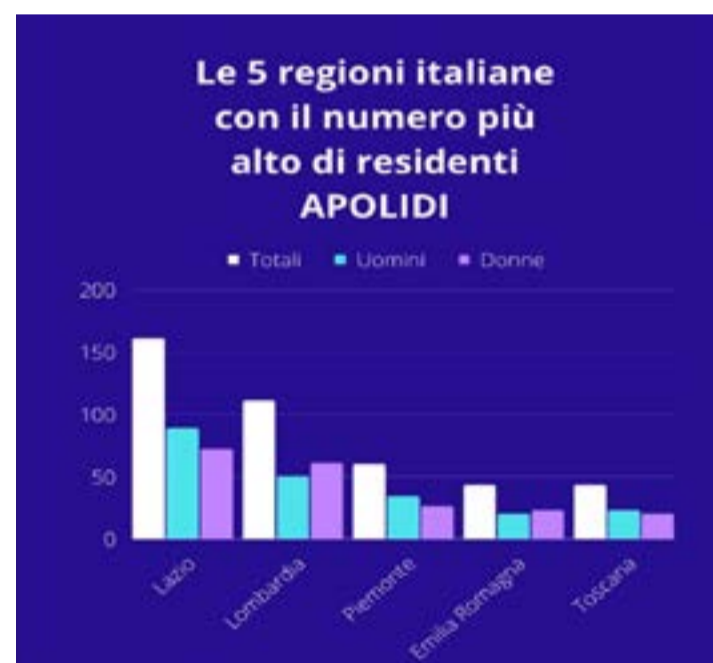 Le 5 regioni italiane
con il numero più
alto di residenti
APOLIDI
Totali Uomini Donne
200
150
100
50
0
Lazio Lombardia Piemonte Emilia Romagna Toscana